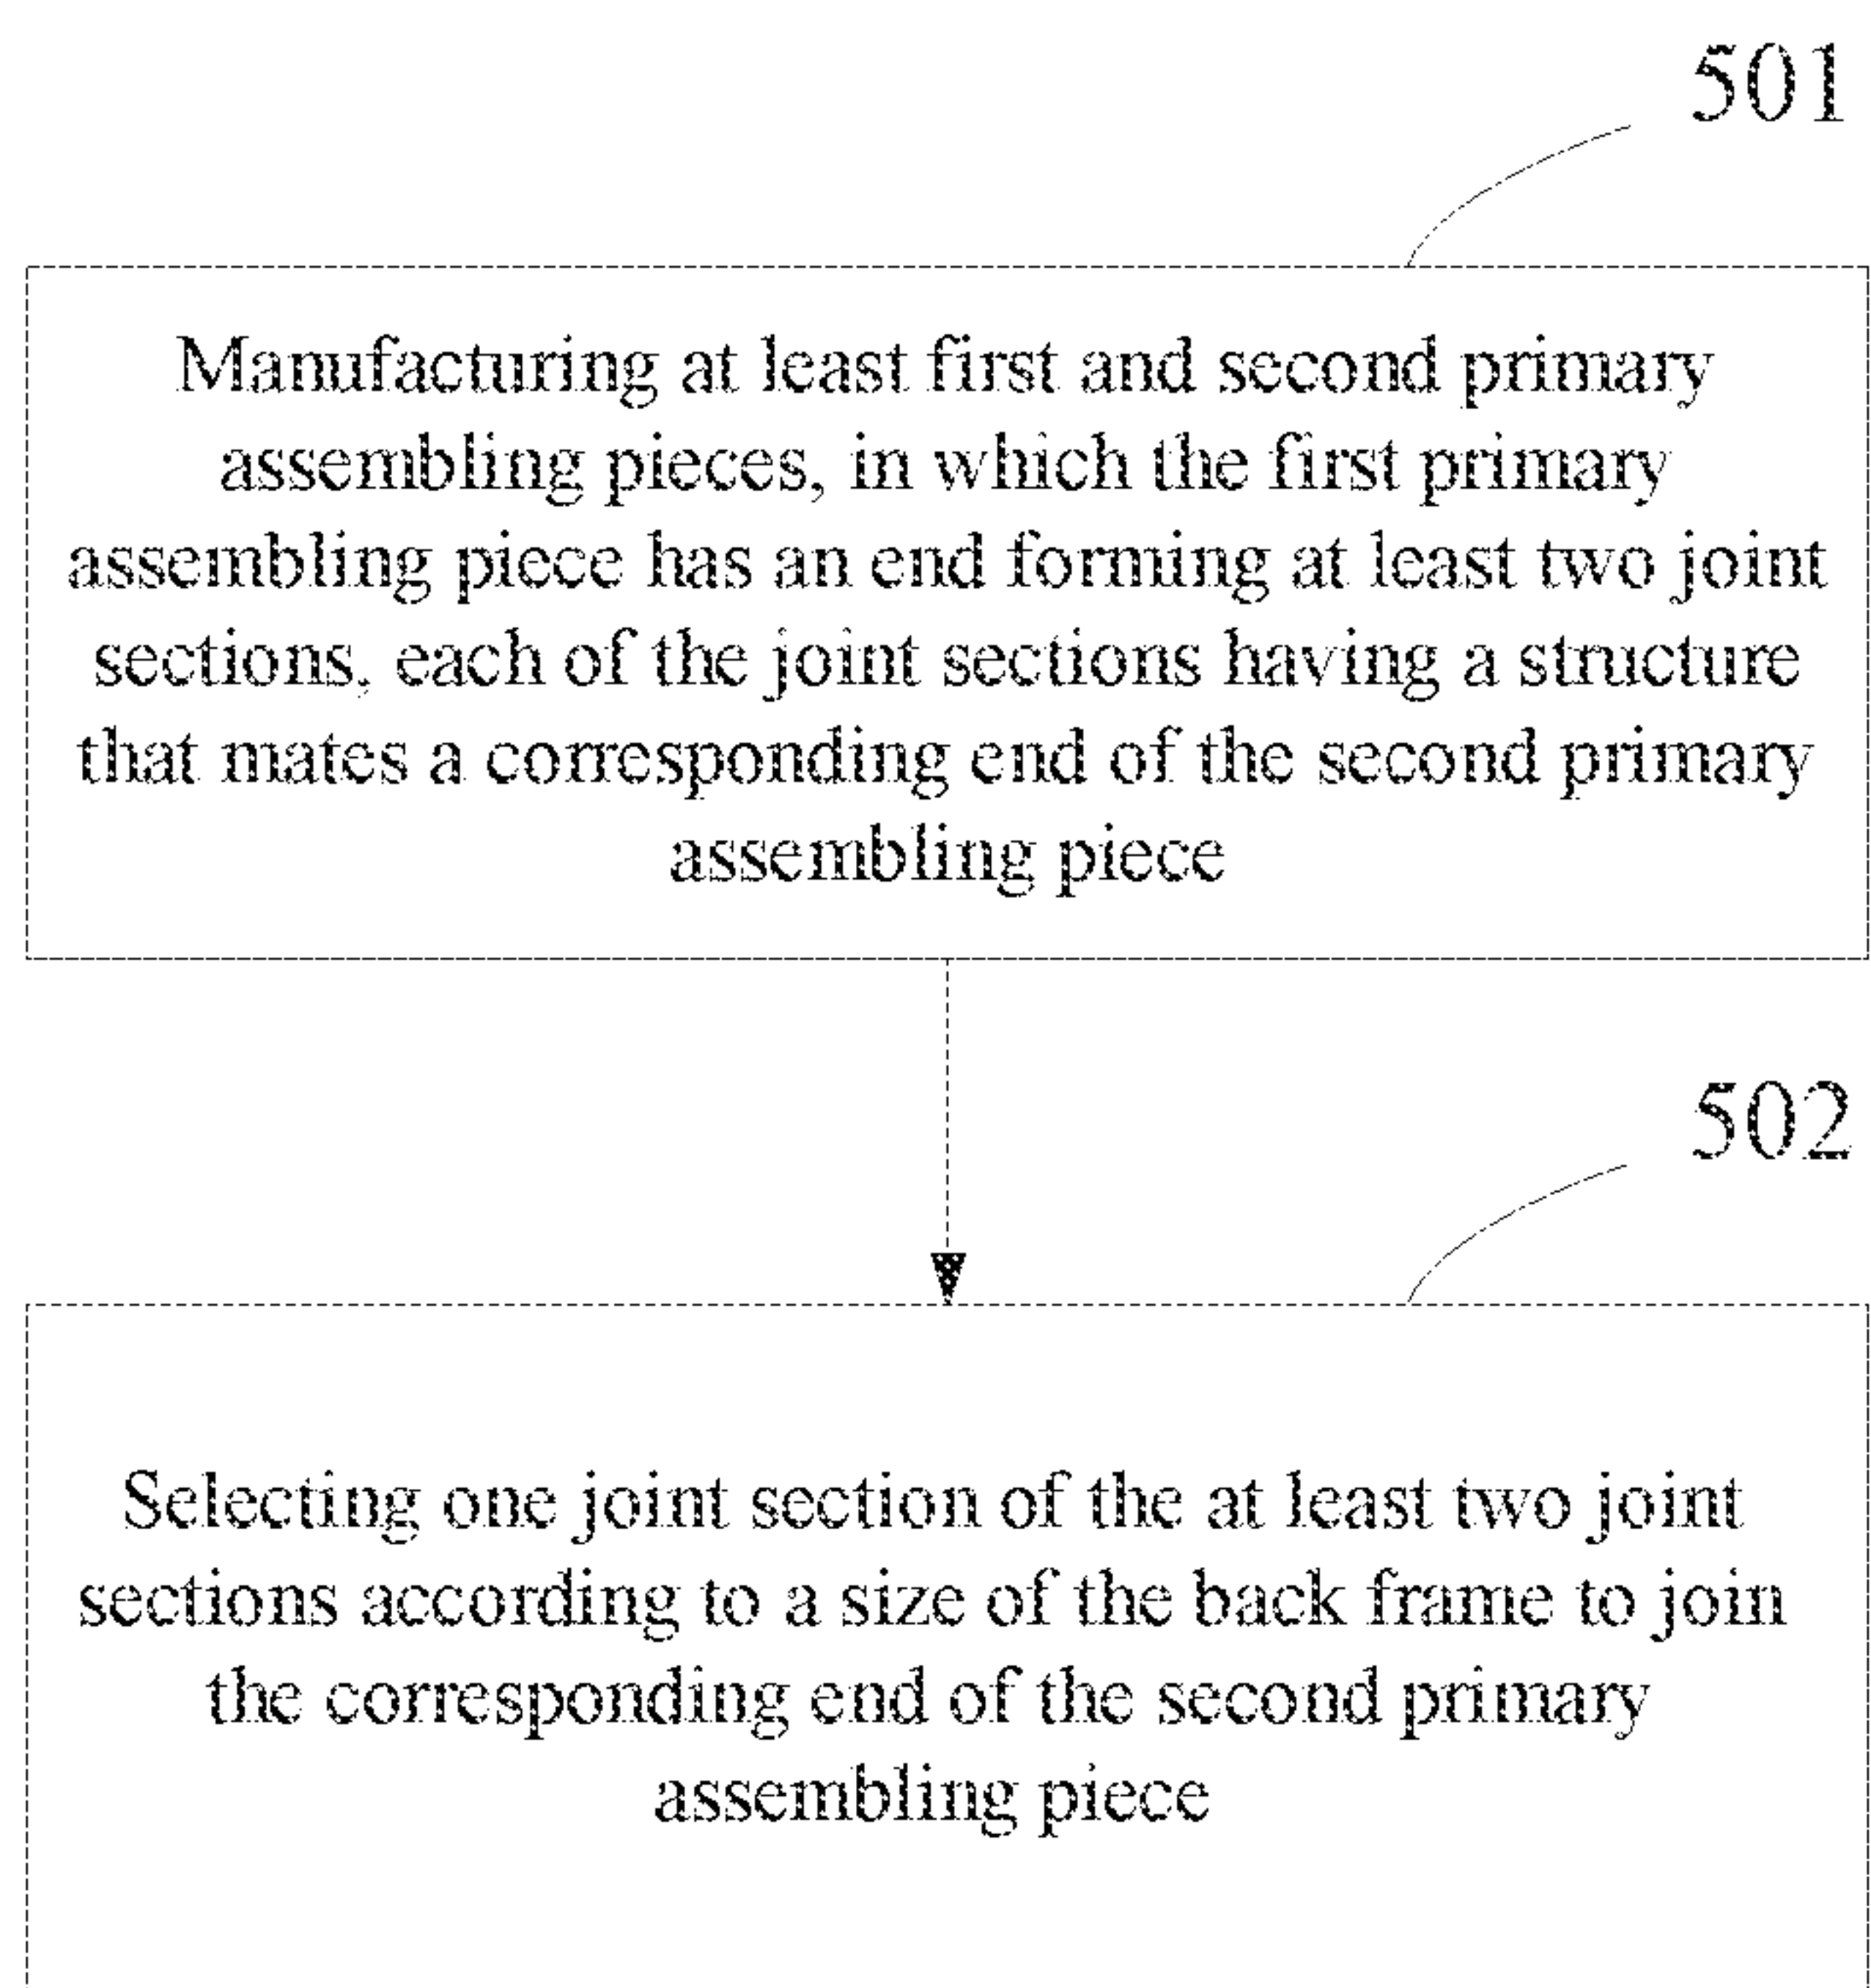 501
Manufacturing at least first and second primary
assembling pieces, in which the first primary
assembling piece has an end forming at least two joint
sections, each of the joint sections having a structure
that mates a corresponding end of the second primary
assembling piece
502
Selecting one joint section of the at least two joint
sections according to a size of the back frame to join
the corresponding end of the second primary
assembling piece